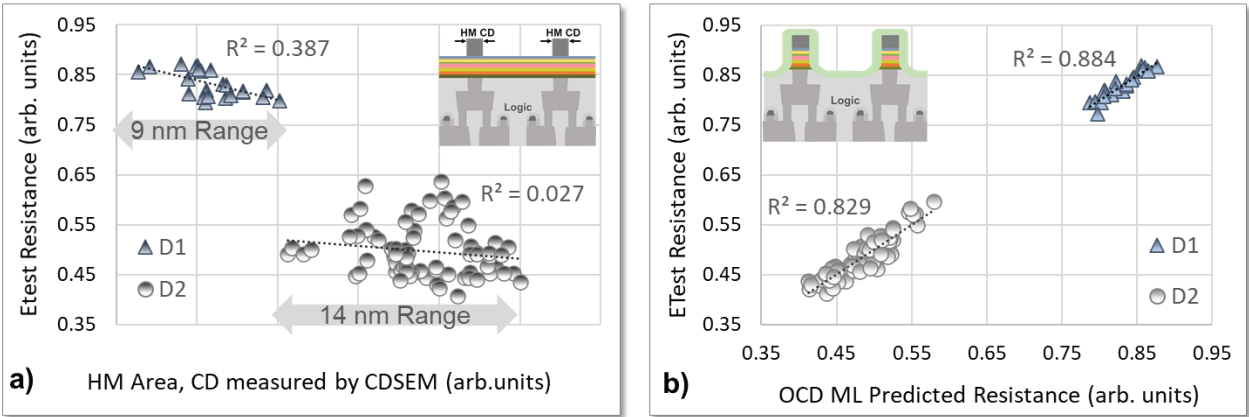 0.95
0.85
0.75
0.65
0.55
0.45
0.35
Etest Resistance (arb. units)
R² = 0.387
HM CD
HM CD
Logic
9 nm Range
R² = 0.027
D1
D2
14 nm Range
a)
HM Area, CD measured by CDSEM (arb.units)
0.95
0.85
0.75
0.65
0.55
0.45
0.35
ETest Resistance (arb. units)
Logic
R² = 0.884
R² = 0.829
D1
D2
0.35
0.45
0.55
0.65
0.75
0.85
0.95
b)
OCD ML Predicted Resistance (arb. units)